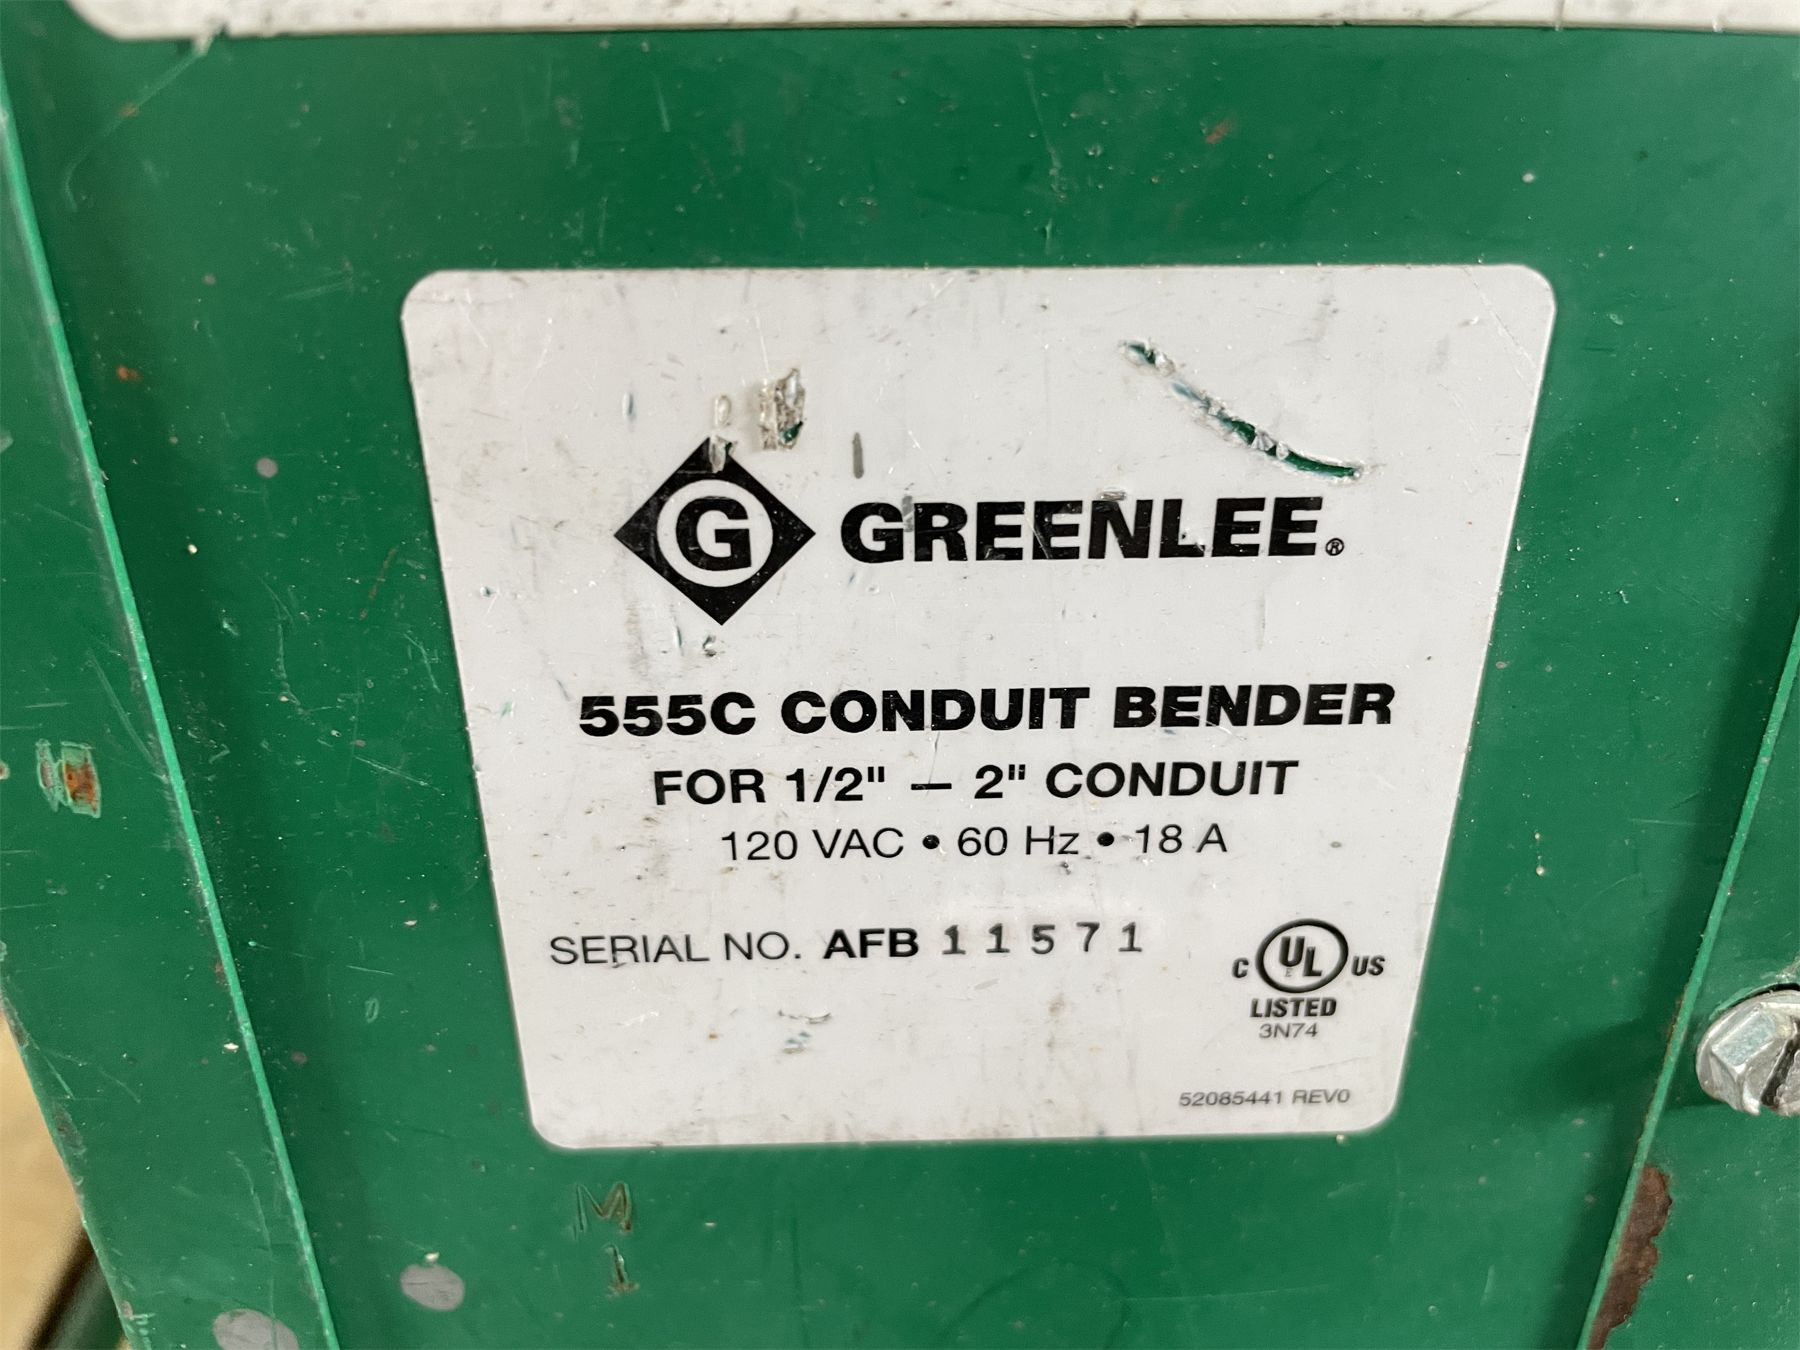 G GREENLEE®
555C CONDUIT BENDER
FOR 1/2" — 2" CONDUIT
120 VAC • 60 Hz • 18 A
SERIAL NO. AFB 11571
C UL US
LISTED
3N74
52085441 REV0
M
1